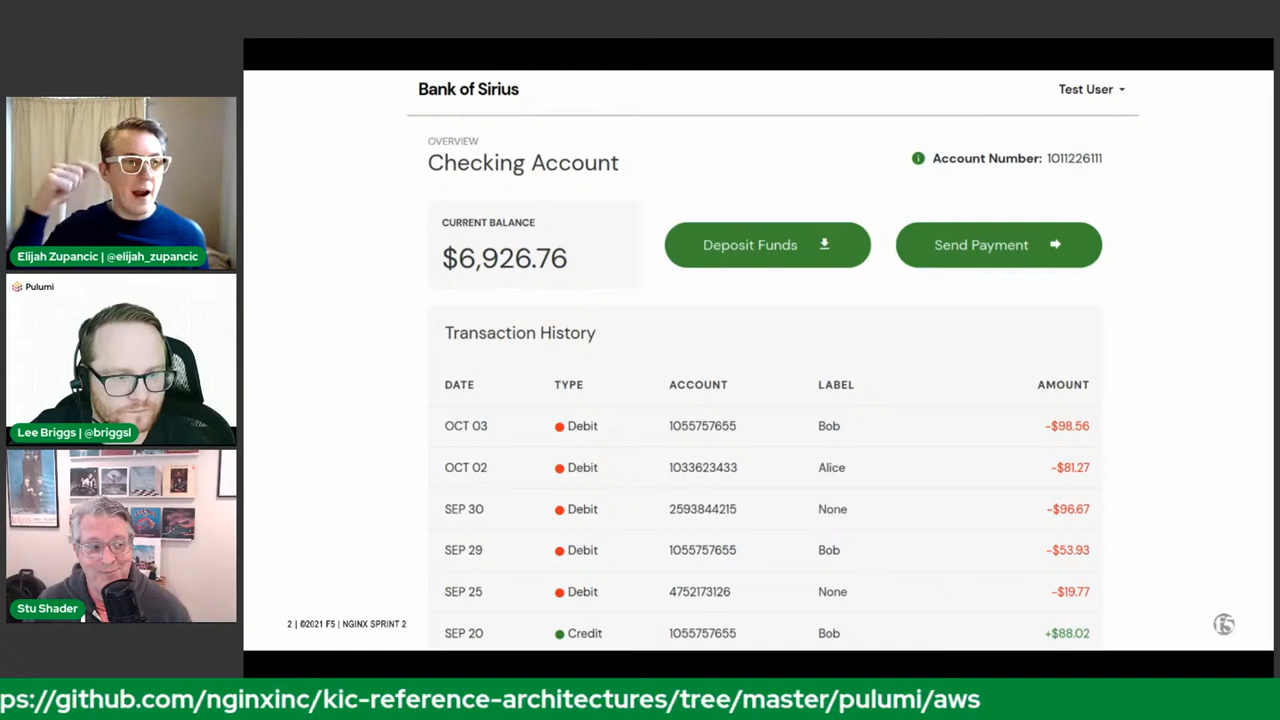 Elijah Zupancic | @elijah_zupancic
Pulumi
Lee Briggs | @briggsl
Stu Shader
Bank of Sirius
Test User
OVERVIEW
Checking Account
Account Number: 1011226111
CURRENT BALANCE
$6,926.76
Deposit Funds
Send Payment
Transaction History
DATE TYPE ACCOUNT LABEL AMOUNT
OCT 03 Debit 1055757655 Bob -$98.56
OCT 02 Debit 1033623433 Alice -$81.27
SEP 30 Debit 2593844215 None -$96.67
SEP 29 Debit 1055757655 Bob -$53.93
SEP 25 Debit 4752173126 None -$19.77
SEP 20 Credit 1055757655 Bob +$88.02
2 | ©2021 F5 | NGINX SPRINT 2
f5
ps://github.com/nginxinc/kic-reference-architectures/tree/master/pulumi/aws